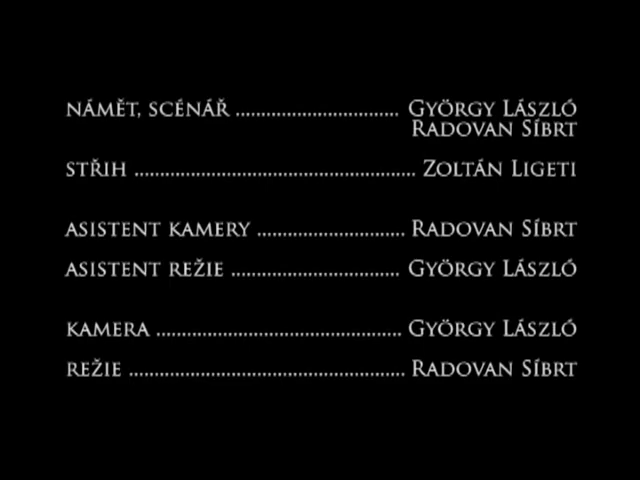 NÁMĚT, SCÉNÁŘ ................................ GYÖRGY LÁSZLÓ
RADOVAN SÍBRT
STŘIH ....................................................... ZOLTÁN LIGETI
ASISTENT KAMERY ............................. RADOVAN SÍBRT
ASISTENT REŽIE ................................. GYÖRGY LÁSZLÓ
KAMERA ................................................ GYÖRGY LÁSZLÓ
REŽIE ...................................................... RADOVAN SÍBRT